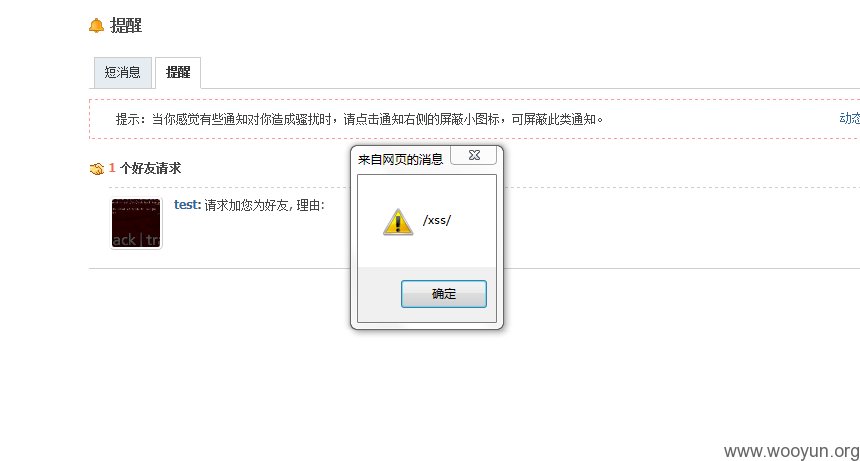 提醒
短消息 提醒
提示：当你感觉有些通知对你造成骚扰时，请点击通知右侧的屏蔽小图标，可屏蔽此类通知。 动态
1 个好友请求
test: 请求加您为好友, 理由:
ack | tra
来自网页的消息
/xss/
确定
www.wooyun.org